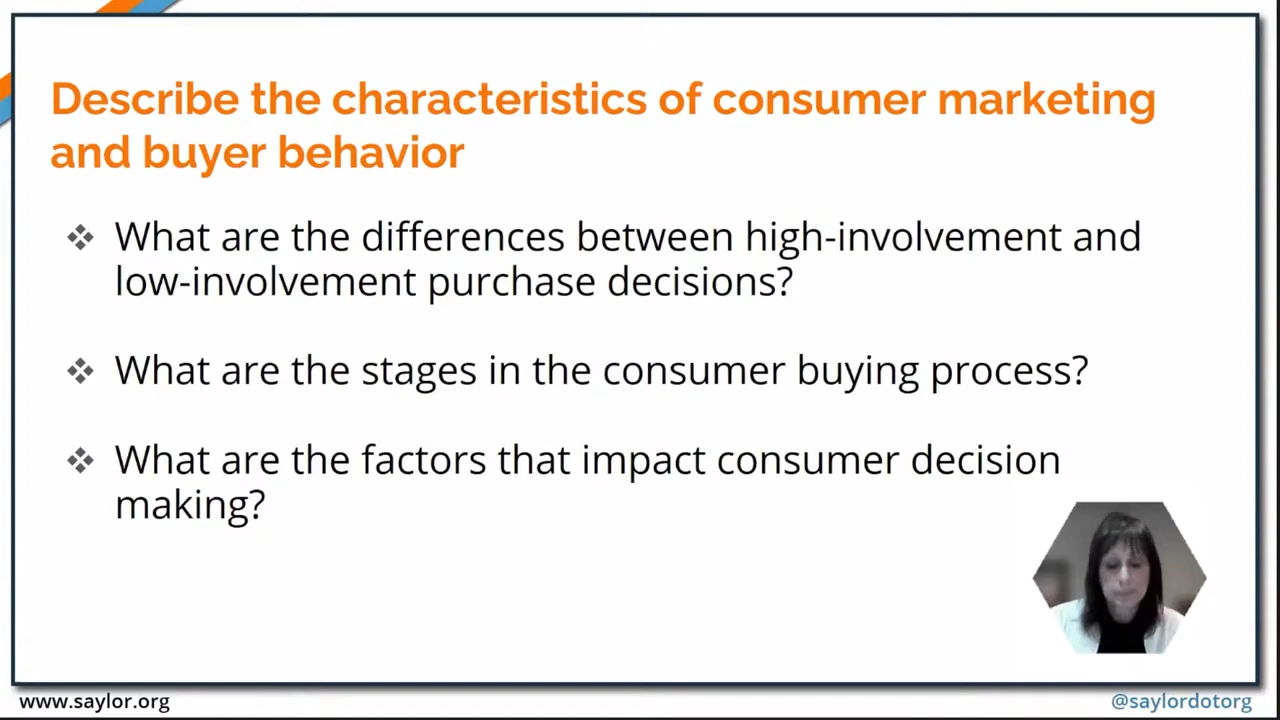 Describe the characteristics of consumer marketing
and buyer behavior
What are the differences between high-involvement and
low-involvement purchase decisions?
What are the stages in the consumer buying process?
What are the factors that impact consumer decision
making?
www.saylor.org
@saylordotorg